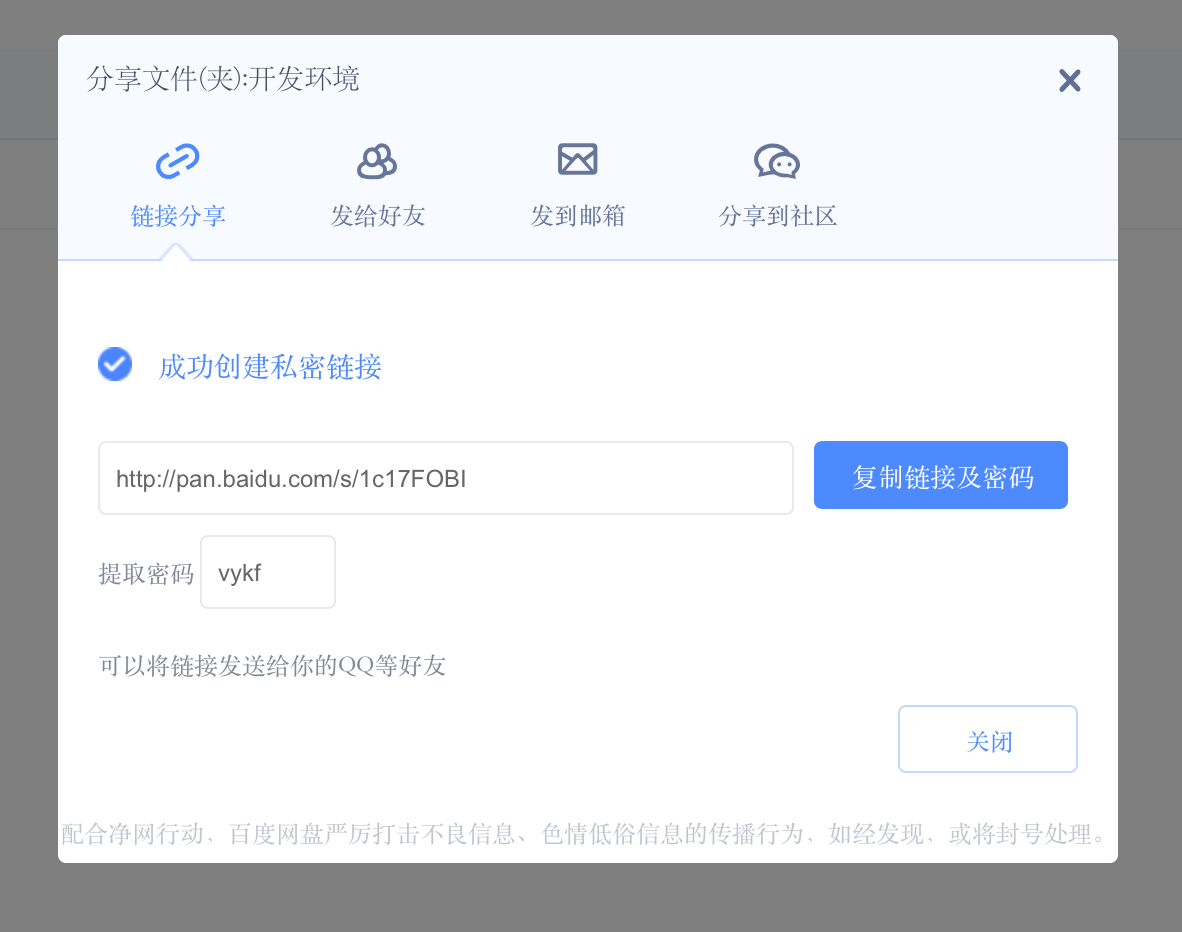 分享文件(夹):开发环境
链接分享
发给好友
发到邮箱
分享到社区
成功创建私密链接
http://pan.baidu.com/s/1c17FOBI
复制链接及密码
提取密码 vykf
可以将链接发送给你的QQ等好友
关闭
配合净网行动，百度网盘严厉打击不良信息、色情低俗信息的传播行为，如经发现，或将封号处理。